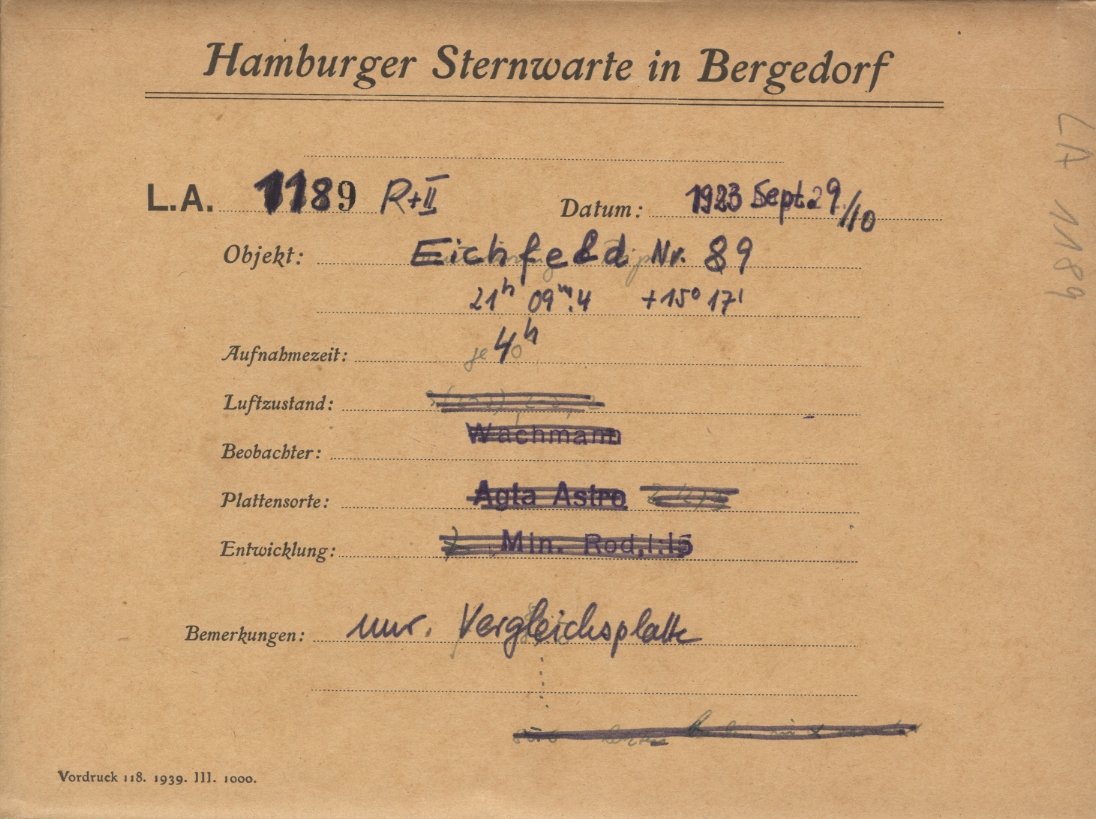 Hamburger Sternwarte in Bergedorf
L.A. 1189 R+II Datum: 1923 Sept. 29/10
Objekt: Eichfeld Nr. 89
21h 09m.4 +15° 17'
Aufnahmezeit: je 40h
Luftzustand:
Beobachter: Wachmann
Plattensorte: Agfa Astro
Entwicklung: Min. Rod, 1:15
Bemerkungen: nur. Vergleichsplatte
Vordruck 118. 1939. III. 1000.
LA 1189